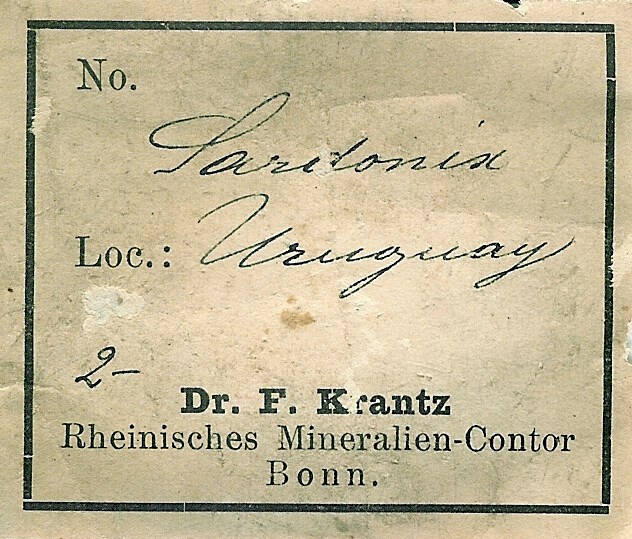 No.
Sardonix
Loc.: Uruguay
2-
Dr. F. Krantz
Rheinisches Mineralien-Contor
Bonn.